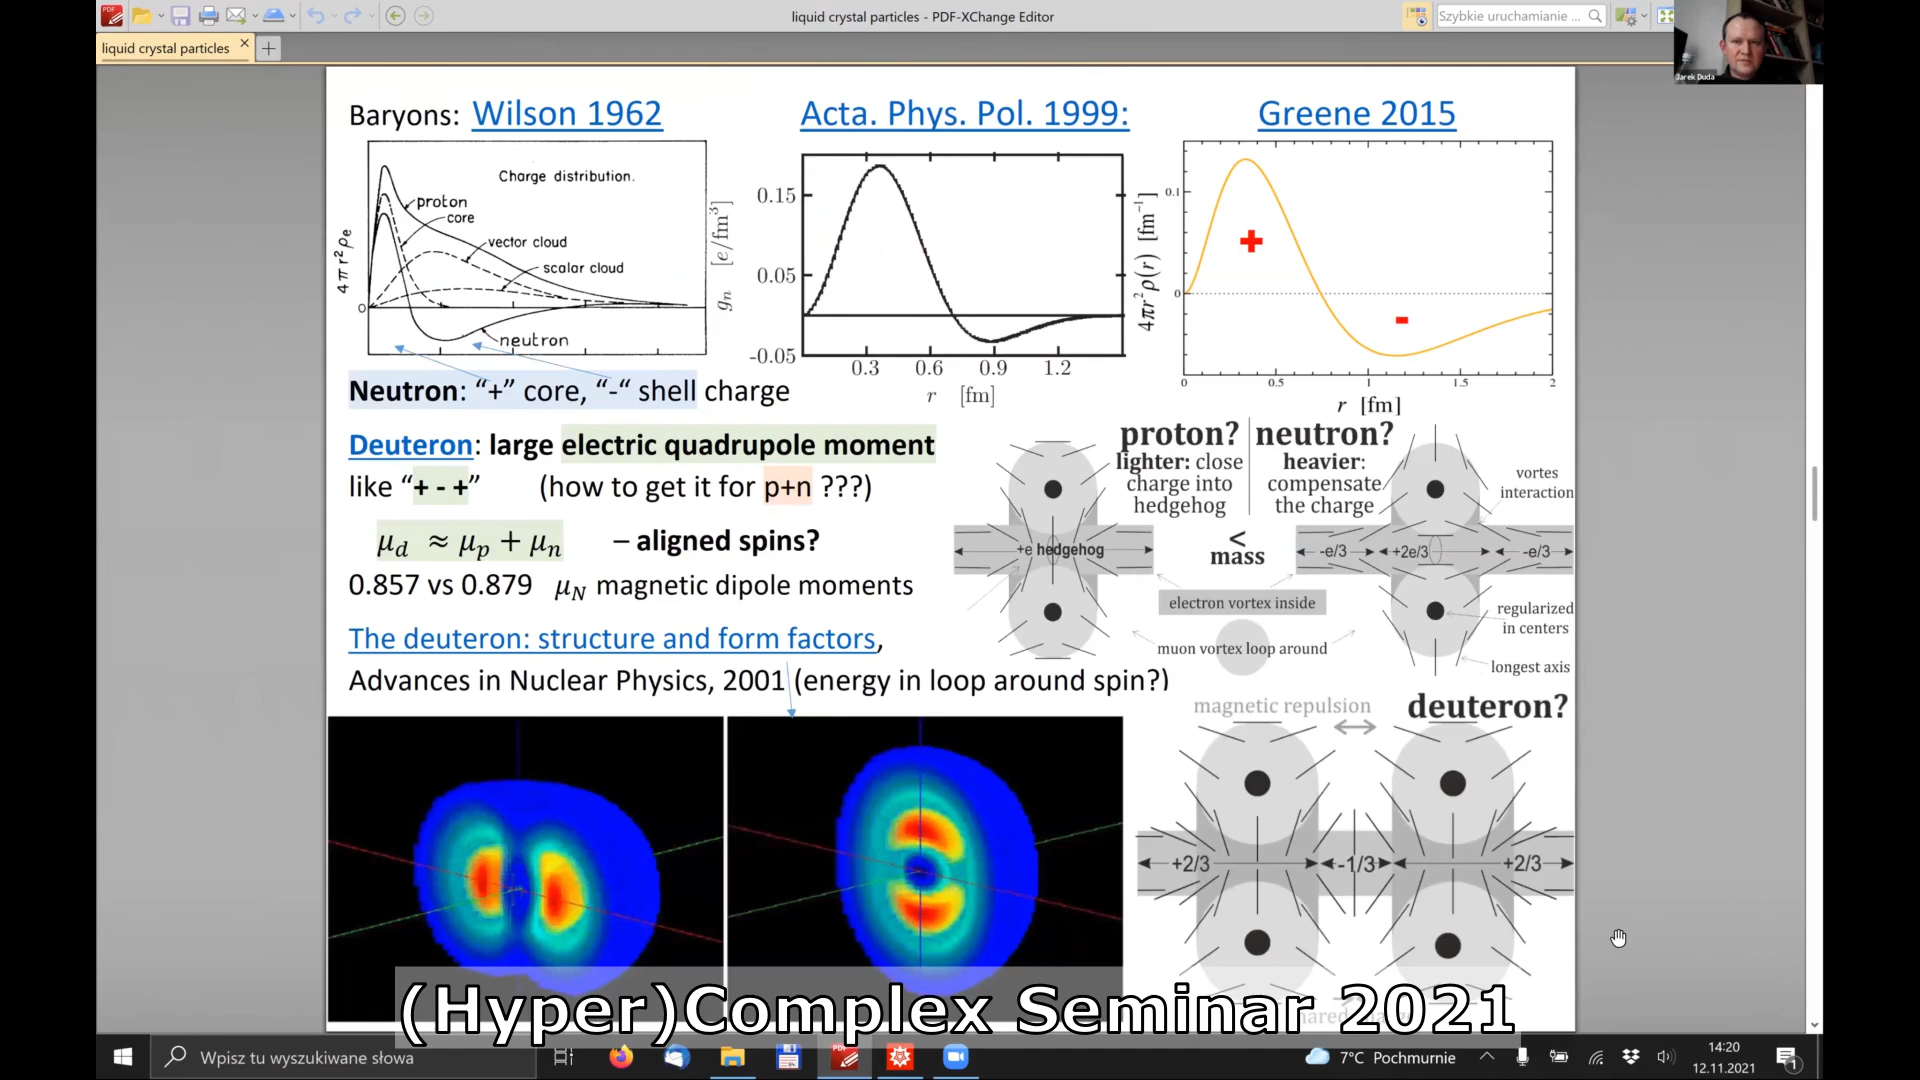 liquid crystal particles - PDF-XChange Editor
Szybkie uruchamianie ...
liquid crystal particles
Jarek Duda
Baryons: Wilson 1962
Acta. Phys. Pol. 1999:
Greene 2015
Charge distribution.
proton
core
vector cloud
scalar cloud
neutron
4 π r² ρe
0
gn [e/fm³]
0.15
0.05
-0.05
0.3 0.6 0.9 1.2
r [fm]
4πr²ρ(r) [fm⁻¹]
0.1
0
+
-
0 0.5 1 1.5 2
r [fm]
Neutron: “+” core, “-“ shell charge
Deuteron: large electric quadrupole moment
like “+ - +” (how to get it for p+n ???)
μd ≈ μp + μn – aligned spins?
0.857 vs 0.879 μN magnetic dipole moments
The deuteron: structure and form factors,
Advances in Nuclear Physics, 2001 (energy in loop around spin?)
proton?
lighter: close
charge into
hedgehog
neutron?
heavier:
compensate
the charge
vortes
interaction
+e hedgehog
<
mass
-e/3
+2e/3
-e/3
electron vortex inside
muon vortex loop around
regularized
in centers
longest axis
magnetic repulsion
deuteron?
+2/3
-1/3
+2/3
(Hyper)Complex Seminar 2021
Wpisz tu wyszukiwane słowa
7°C Pochmurnie
14:20
12.11.2021
1